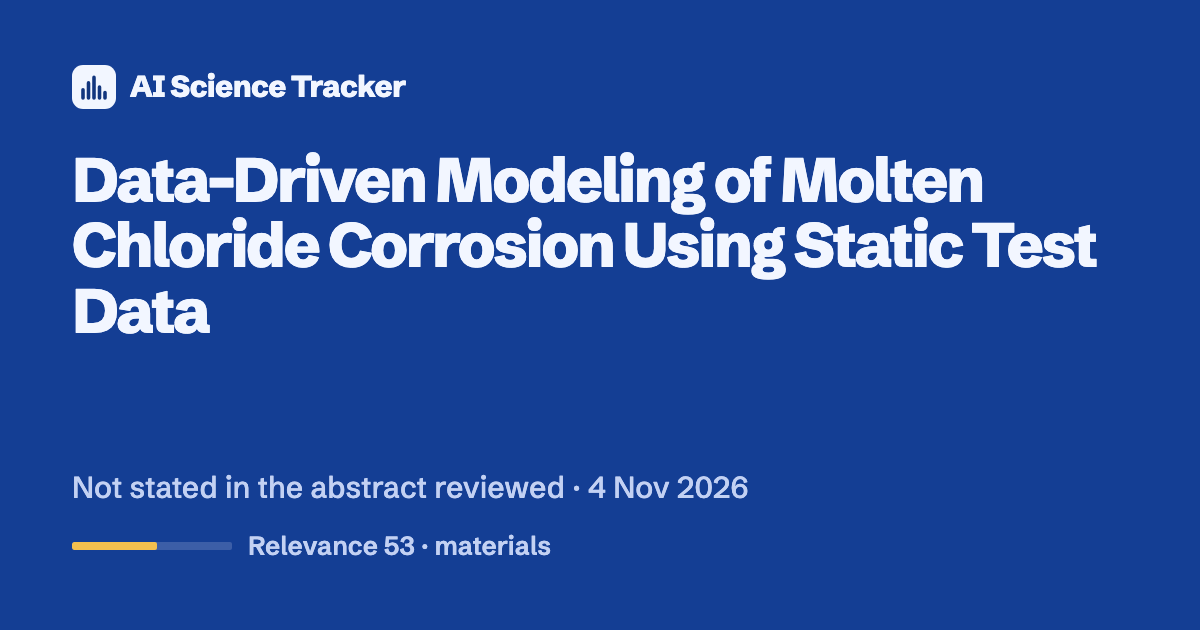 AI Science Tracker
Data-Driven Modeling of Molten
Chloride Corrosion Using Static Test
Data
Not stated in the abstract reviewed · 4 Nov 2026
Relevance 53 · materials